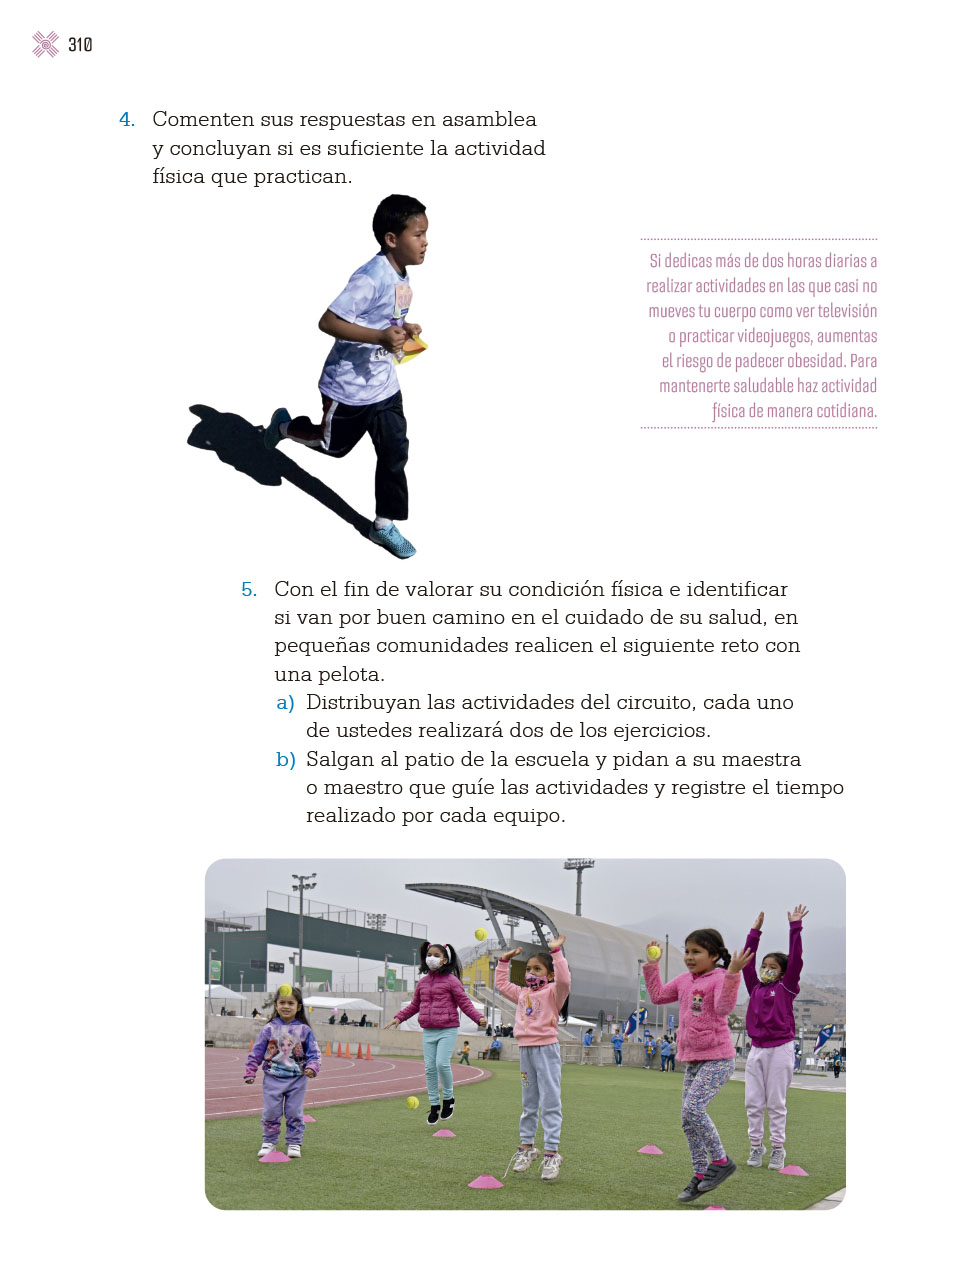 310
4. Comenten sus respuestas en asamblea
y concluyan si es suficiente la actividad
física que practican.
Si dedicas más de dos horas diarias a
realizar actividades en las que casi no
mueves tu cuerpo como ver televisión
o practicar videojuegos, aumentas
el riesgo de padecer obesidad. Para
mantenerte saludable haz actividad
física de manera cotidiana.
5. Con el fin de valorar su condición física e identificar
si van por buen camino en el cuidado de su salud, en
pequeñas comunidades realicen el siguiente reto con
una pelota.
a) Distribuyan las actividades del circuito, cada uno
de ustedes realizará dos de los ejercicios.
b) Salgan al patio de la escuela y pidan a su maestra
o maestro que guíe las actividades y registre el tiempo
realizado por cada equipo.